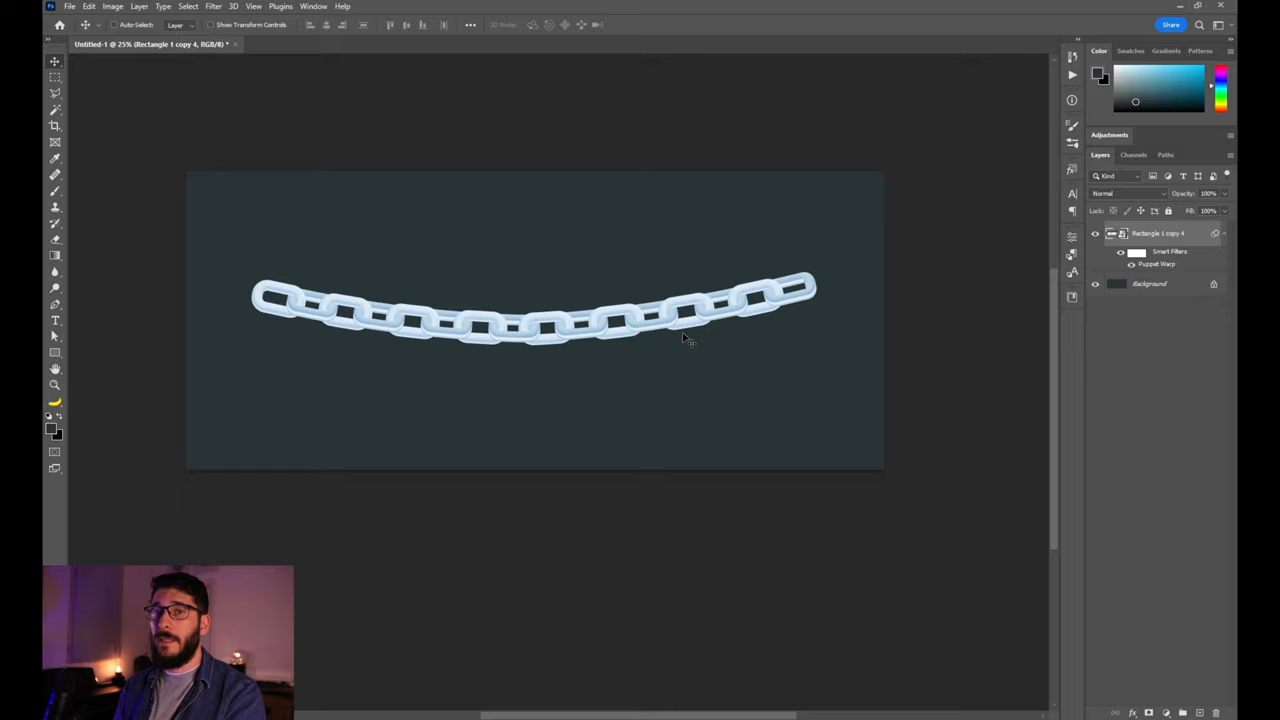 Ps File Edit Image Layer Type Select Filter 3D View Plugins Window Help
Auto-Select: Layer Show Transform Controls 3D Mode: Share
Untitled-1 @ 25% (Rectangle 1 copy 4, RGB/8) *
Color Swatches Gradients Patterns
Adjustments
Layers Channels Paths
Kind
Normal Opacity: 100%
Lock: Fill: 100%
Rectangle 1 copy 4
Smart Filters
Puppet Warp
Background